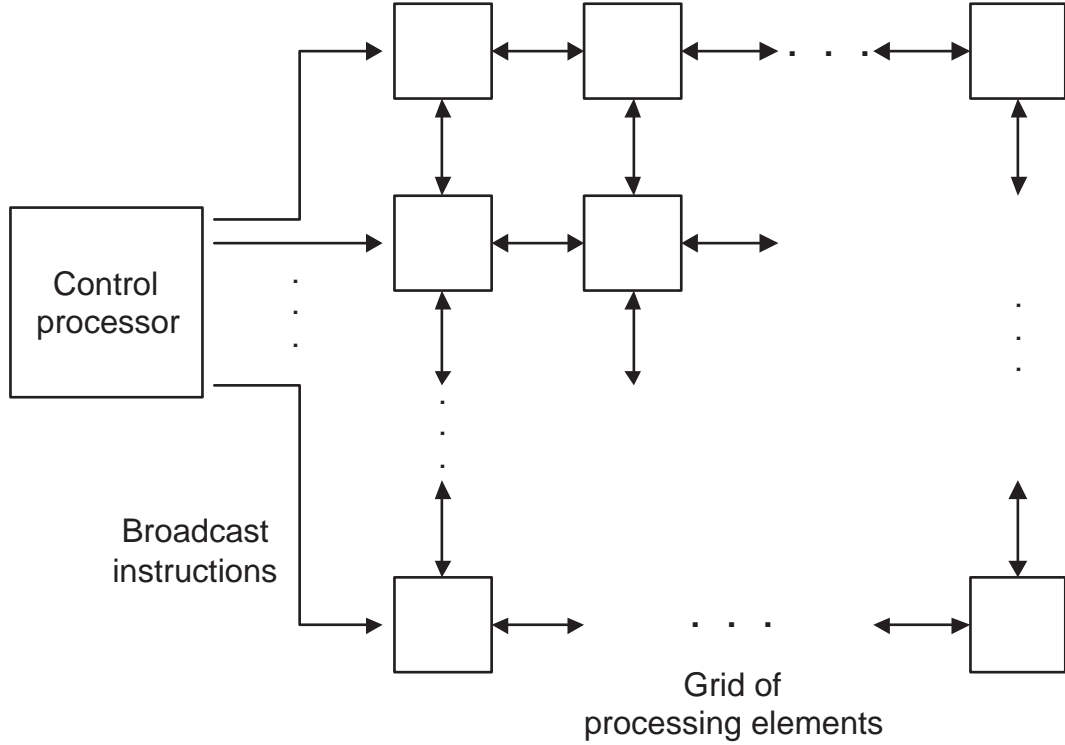 Control
processor
Broadcast
instructions
Grid of
processing elements